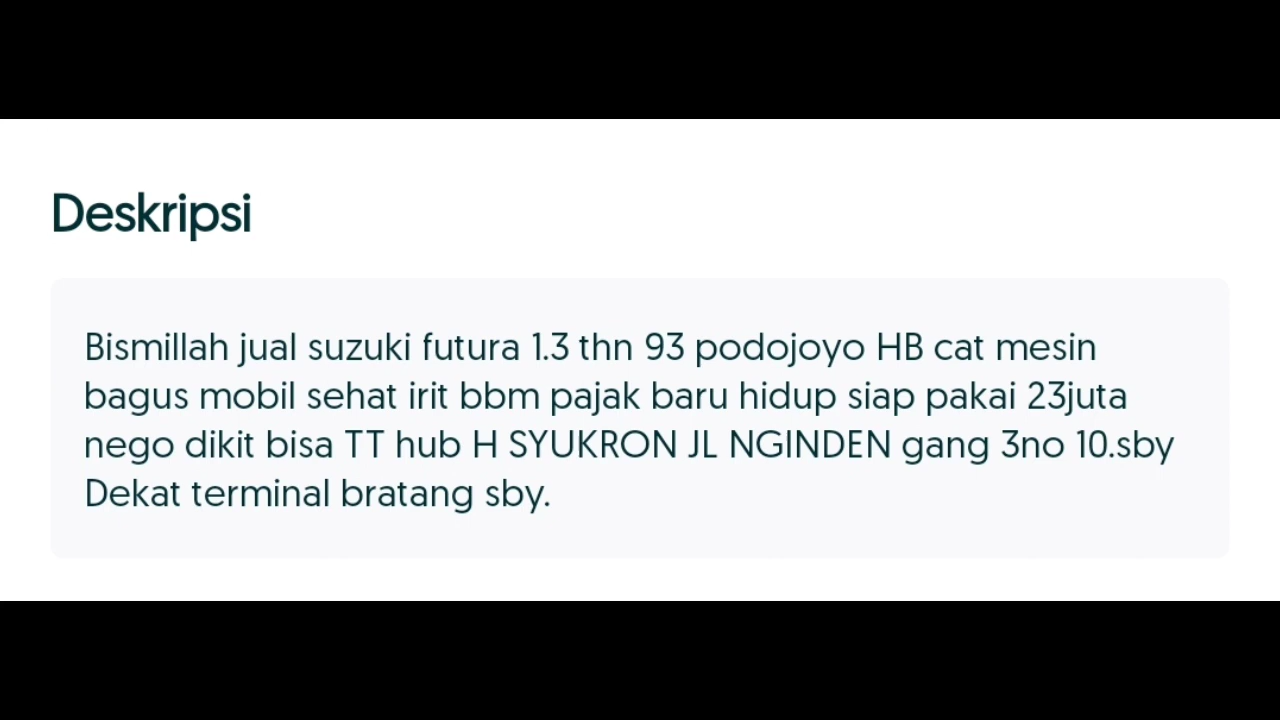 Deskripsi
Bismillah jual suzuki futura 1.3 thn 93 podojoyo HB cat mesin
bagus mobil sehat irit bbm pajak baru hidup siap pakai 23juta
nego dikit bisa TT hub H SYUKRON JL NGINDEN gang 3no 10.sby
Dekat terminal bratang sby.